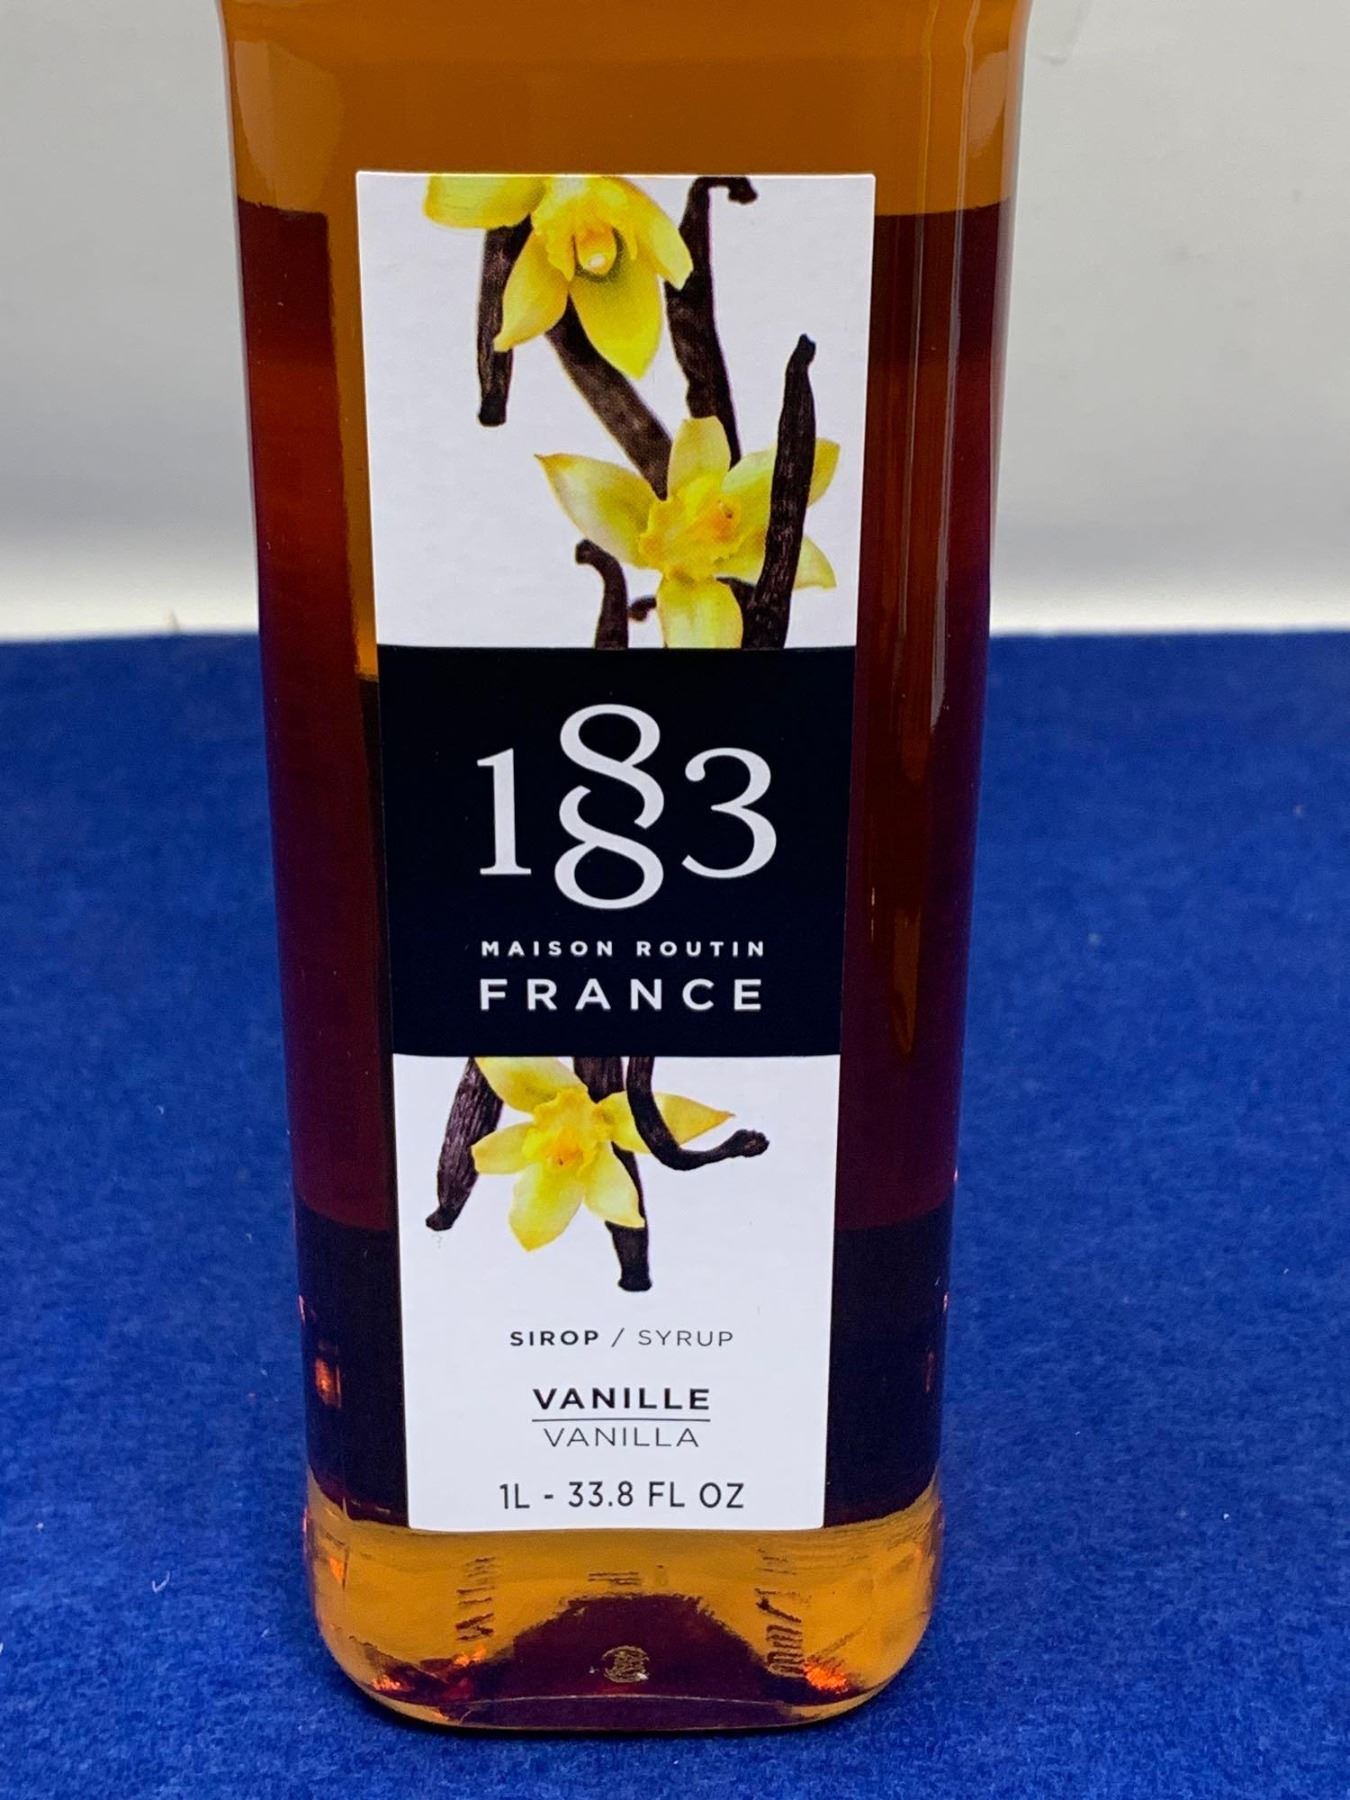 1883
MAISON ROUTIN
FRANCE
SIROP / SYRUP
VANILLE
VANILLA
1L - 33.8 FL OZ